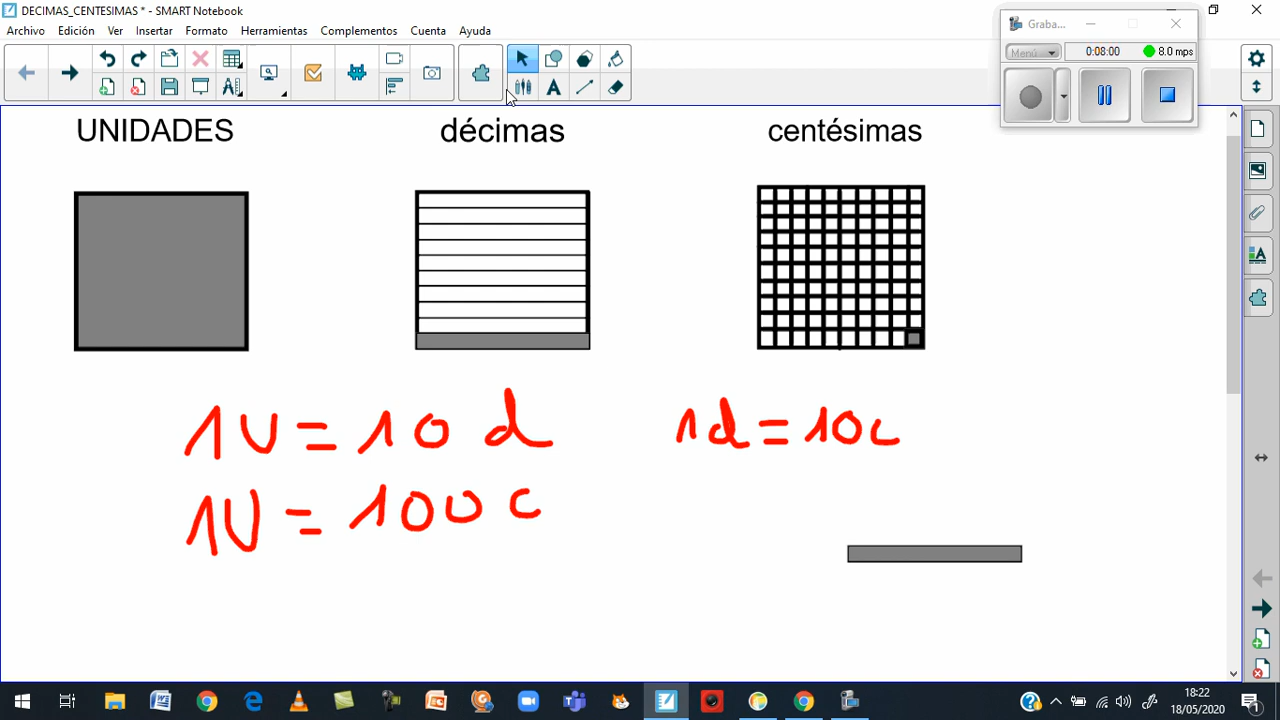 DECIMAS_CENTESIMAS * - SMART Notebook
Graba...
Archivo Edición Ver Insertar Formato Herramientas Complementos Cuenta Ayuda
Menú 0:08:00 8.0 mps
UNIDADES décimas centésimas
1U = 10 d 1d = 10c
1U = 100 c
18:22
18/05/2020